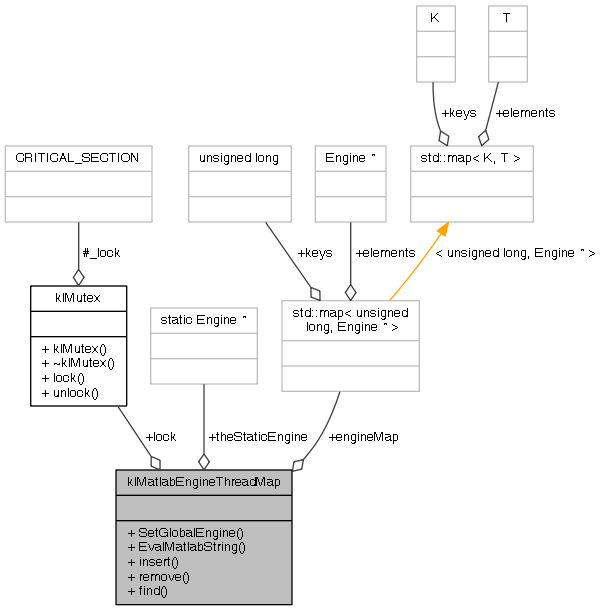 K
T
+keys
+elements
CRITICAL_SECTION
unsigned long
Engine *
std::map< K, T >
#_lock
+keys
+elements
< unsigned long, Engine * >
klMutex
+ klMutex()
+ ~klMutex()
+ lock()
+ unlock()
static Engine *
std::map< unsigned
long, Engine * >
+lock
+theStaticEngine
+engineMap
klMatlabEngineThreadMap
+ SetGlobalEngine()
+ EvalMatlabString()
+ insert()
+ remove()
+ find()